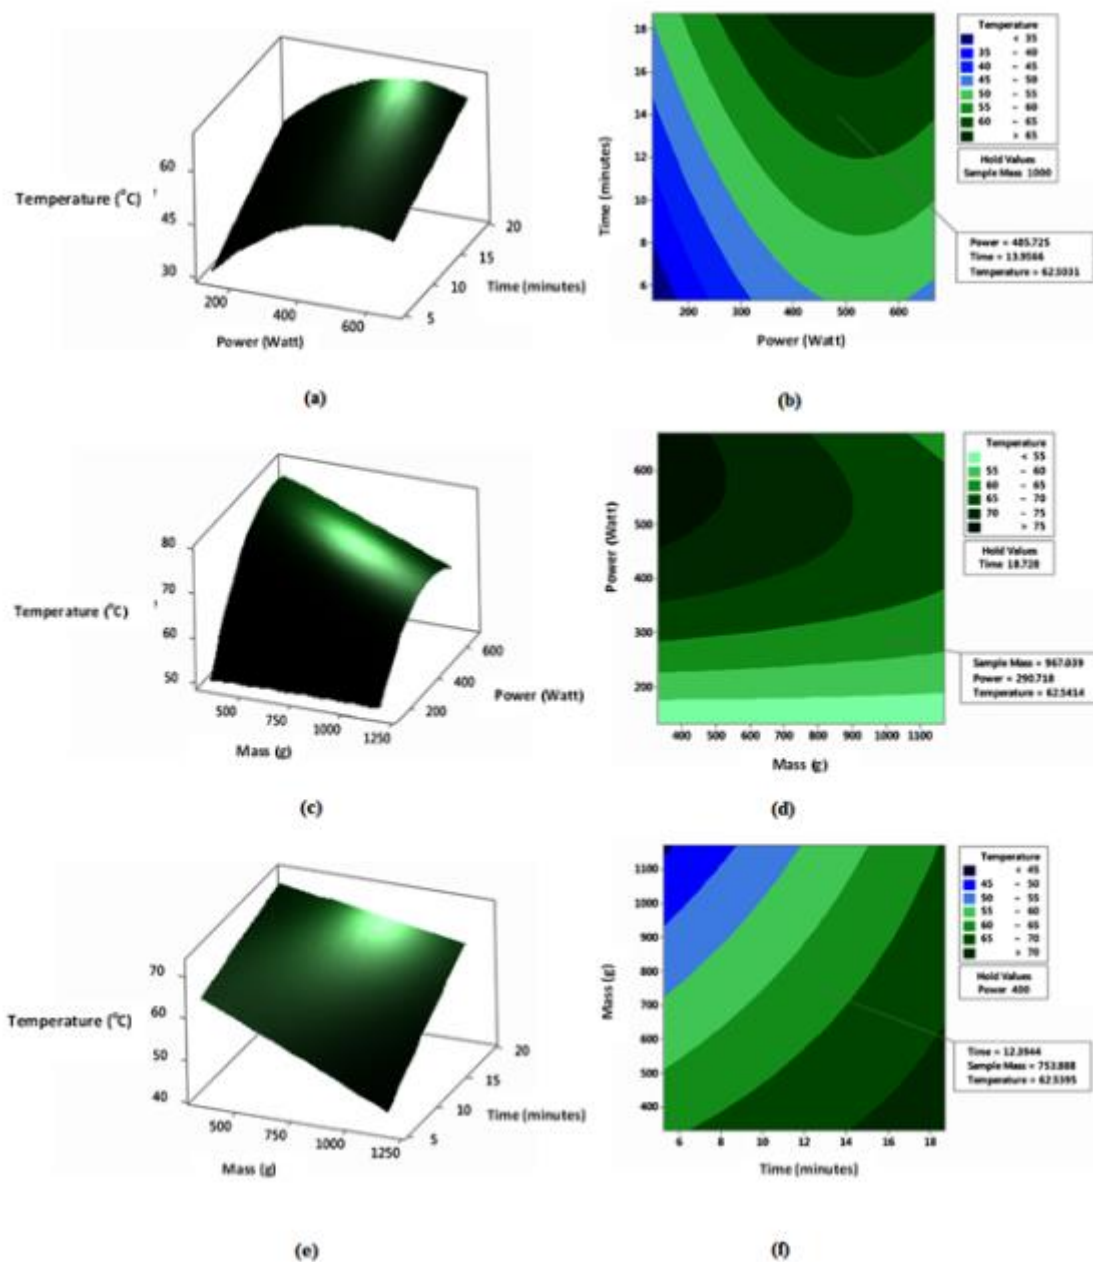 60
Temperature (°C)
45
30
200
400
600
Power (Watt)
5
10
15
20
Time (minutes)
(a)
18
16
14
12
10
8
6
Time (minutes)
200 300 400 500 600
Power (Watt)
Temperature
< 35
35 – 40
40 – 45
45 – 50
50 – 55
55 – 60
60 – 65
> 65
Hold Values
Sample Mass 1000
Power = 485.725
Time = 13.9566
Temperature = 62.5031
(b)
80
70
Temperature (°C)
60
50
500
750
1000
1250
Mass (g)
200
400
600
Power (Watt)
(c)
600
500
400
300
200
Power (Watt)
400 500 600 700 800 900 1000 1100
Mass (g)
Temperature
< 55
55 – 60
60 – 65
65 – 70
70 – 75
> 75
Hold Values
Time 18.728
Sample Mass = 967.039
Power = 290.718
Temperature = 62.5414
(d)
70
60
Temperature (°C)
50
40
500
750
1000
1250
Mass (g)
5
10
15
20
Time (minutes)
(e)
1100
1000
900
800
700
600
500
400
Mass (g)
6 8 10 12 14 16 18
Time (minutes)
Temperature
< 45
45 – 50
50 – 55
55 – 60
60 – 65
65 – 70
> 70
Hold Values
Power 400
Time = 12.3944
Sample Mass = 753.888
Temperature = 62.5395
(f)